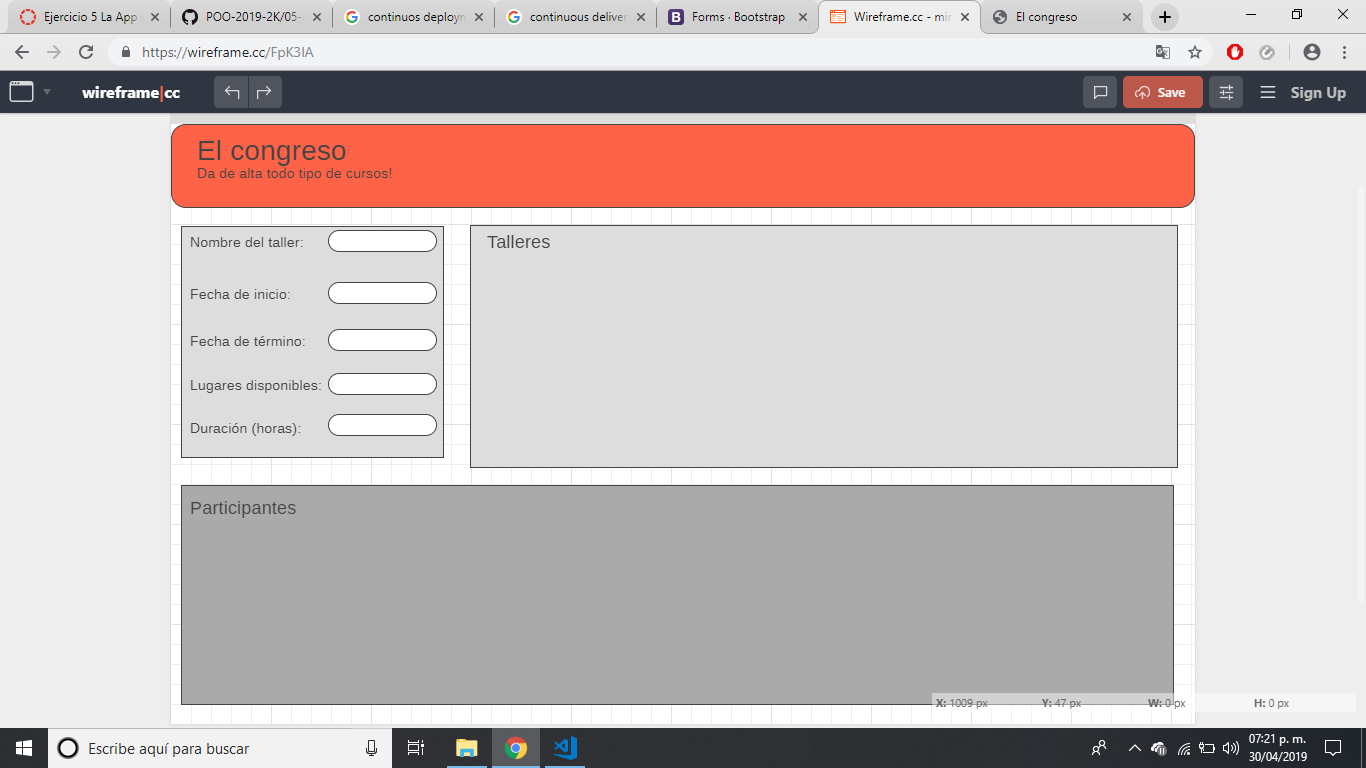 Ejercicio 5 La App
POO-2019-2K/05-
continuos deployn
continuous deliver
Forms · Bootstrap
Wireframe.cc - mi
El congreso
https://wireframe.cc/FpK3IA
wireframe|cc
Save
Sign Up
El congreso
Da de alta todo tipo de cursos!
Nombre del taller:
Fecha de inicio:
Fecha de término:
Lugares disponibles:
Duración (horas):
Talleres
Participantes
X: 1009 px Y: 47 px W: 0 px H: 0 px
Escribe aquí para buscar
07:21 p. m.
30/04/2019